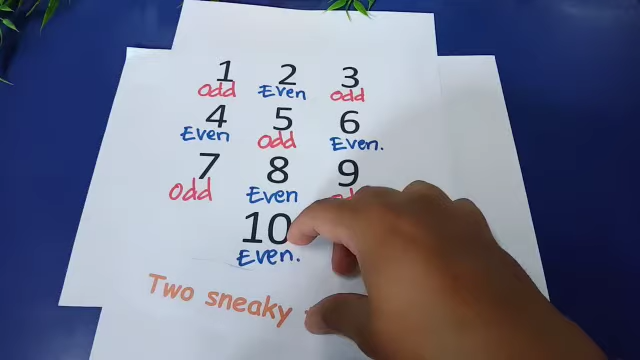 1 2 3
odd Even odd
4 5 6
Even odd Even.
7 8 9
odd Even
10
Even.
Two sneaky